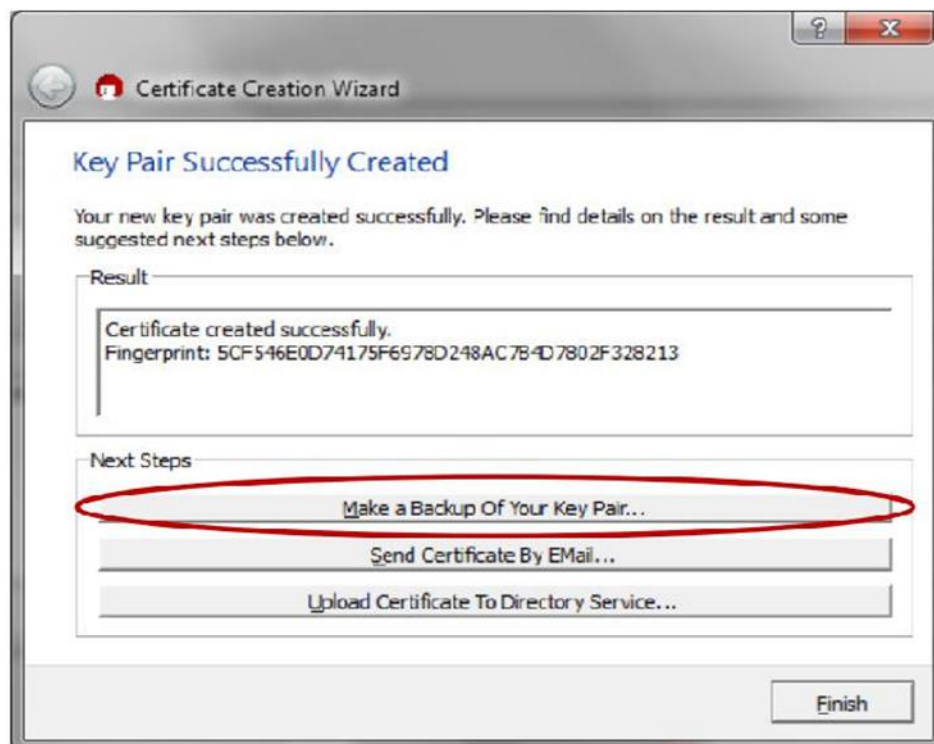 Certificate Creation Wizard
Key Pair Successfully Created
Your new key pair was created successfully. Please find details on the result and some
suggested next steps below.
Result
Certificate created successfully.
Fingerprint: 5CF546E0D74175F6978D248AC7B4D7802F328213
Next Steps
Make a Backup Of Your Key Pair...
Send Certificate By EMail...
Upload Certificate To Directory Service...
Finish